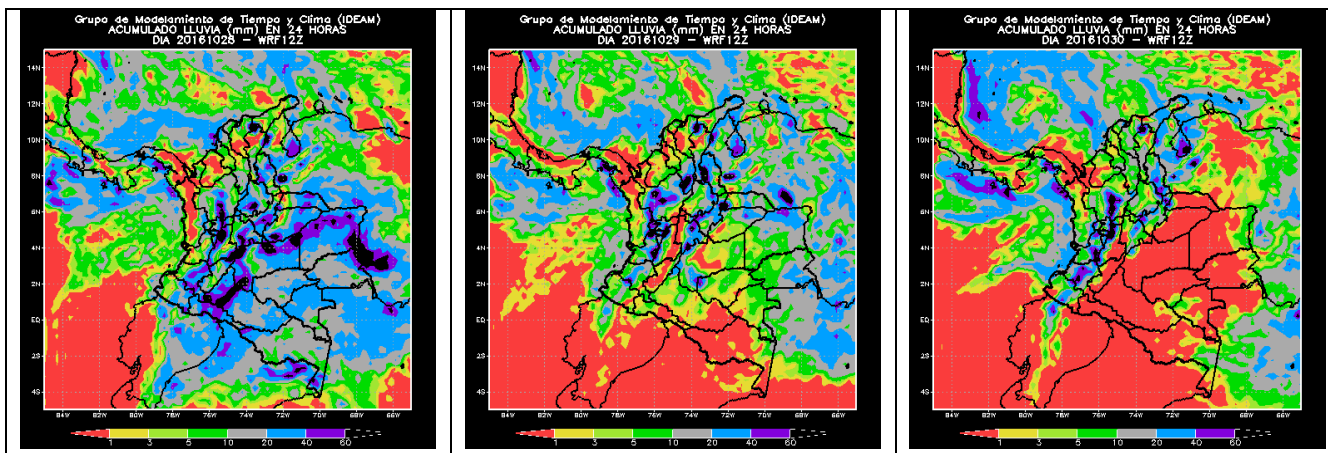 Grupo de Modelamiento de Tiempo y Clima (IDEAM)
ACUMULADO LLUVIA (mm) EN 24 HORAS
DIA 20161028 - WRF12Z
14N
12N
10N
8N
6N
4N
2N
EQ
2S
4S
84W 82W 80W 78W 76W 74W 72W 70W 68W 66W
1 3 5 10 20 40 60
Grupo de Modelamiento de Tiempo y Clima (IDEAM)
ACUMULADO LLUVIA (mm) EN 24 HORAS
DIA 20161029 - WRF12Z
14N
12N
10N
8N
6N
4N
2N
EQ
2S
4S
84W 82W 80W 78W 76W 74W 72W 70W 68W 66W
1 3 5 10 20 40 60
Grupo de Modelamiento de Tiempo y Clima (IDEAM)
ACUMULADO LLUVIA (mm) EN 24 HORAS
DIA 20161030 - WRF12Z
14N
12N
10N
8N
6N
4N
2N
EQ
2S
4S
84W 82W 80W 78W 76W 74W 72W 70W 68W 66W
1 3 5 10 20 40 60